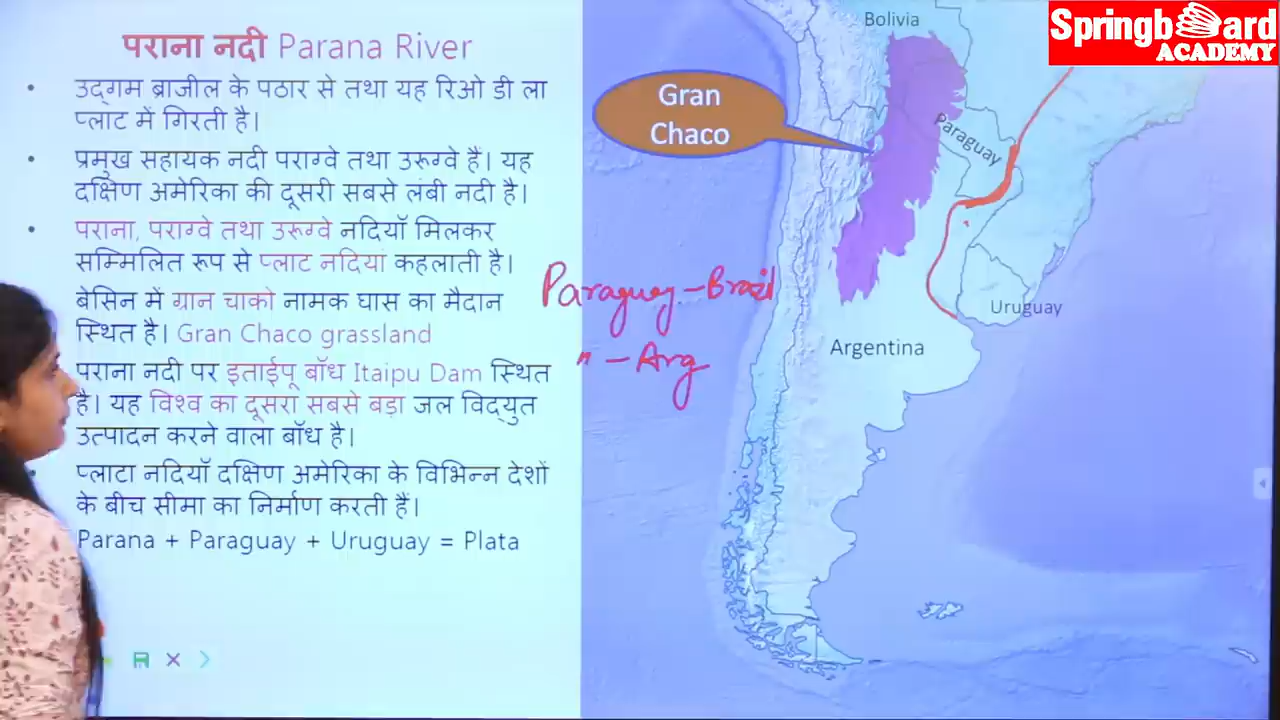 पराना नदी Parana River
• उद्गम ब्राजील के पठार से तथा यह रिओ डी ला
प्लाट में गिरती है।
• प्रमुख सहायक नदी पराग्वे तथा उरूग्वे हैं। यह
दक्षिण अमेरिका की दूसरी सबसे लंबी नदी है।
• पराना, पराग्वे तथा उरूग्वे नदियॉ मिलकर
सम्मिलित रूप से प्लाट नदियां कहलाती है।
बेसिन में ग्रान चाको नामक घास का मैदान
स्थित है। Gran Chaco grassland
पराना नदी पर इताईपू बॉध Itaipu Dam स्थित
है। यह विश्व का दूसरा सबसे बड़ा जल विद्युत
उत्पादन करने वाला बॉध है।
प्लाटा नदियॉ दक्षिण अमेरिका के विभिन्न देशों
के बीच सीमा का निर्माण करती हैं।
Parana + Paraguay + Uruguay = Plata
Springboard
ACADEMY
Bolivia
Gran
Chaco
Paraguay
Paraguay - Brazil
" - Arg
Uruguay
Argentina